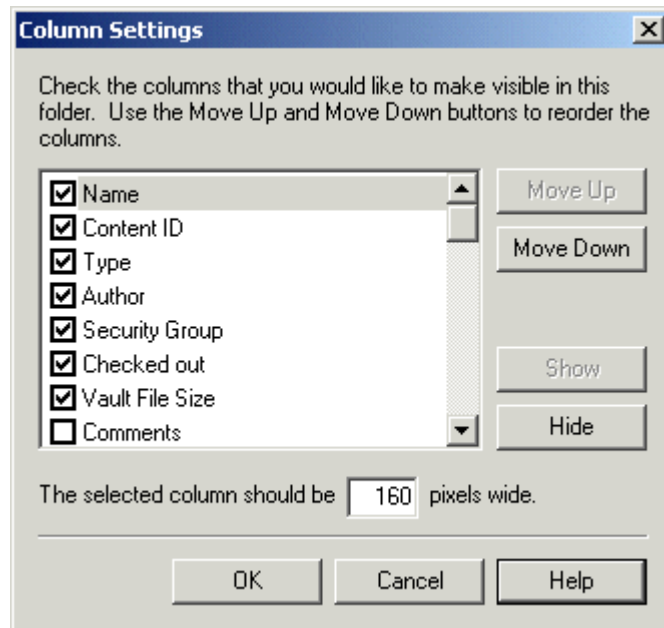 Column Settings
Check the columns that you would like to make visible in this
folder. Use the Move Up and Move Down buttons to reorder the
columns.
Name
Content ID
Type
Author
Security Group
Checked out
Vault File Size
Comments
Move Up
Move Down
Show
Hide
The selected column should be 160 pixels wide.
OK Cancel Help